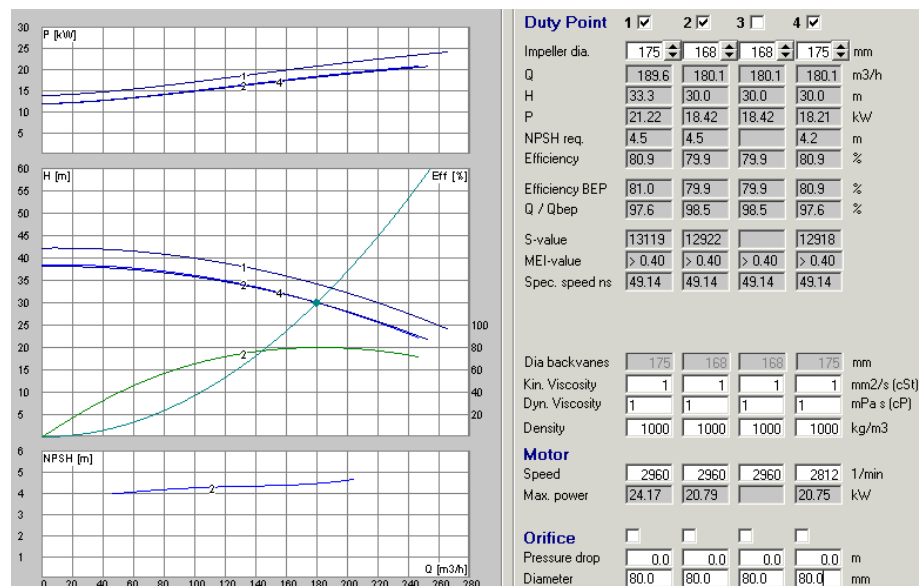 P [kW]
30
25
20
15
10
5
1
2
4
H [m]
Eff [%]
60
55
50
45
40
35
30
25
20
15
10
5
100
80
60
40
20
1
2
4
2
NPSH [m]
6
5
4
3
2
1
2
Q [m3/h]
0 20 40 60 80 100 120 140 160 180 200 220 240 260 280
Duty Point 1 2 3 4
Impeller dia. 175 168 168 175 mm
Q 189.6 180.1 180.1 180.1 m3/h
H 33.3 30.0 30.0 30.0 m
P 21.22 18.42 18.42 18.21 kW
NPSH req. 4.5 4.5 4.2 m
Efficiency 80.9 79.9 79.9 80.9 %
Efficiency BEP 81.0 79.9 79.9 80.9 %
Q / Qbep 97.6 98.5 98.5 97.6 %
S-value 13119 12922 12918
MEI-value > 0.40 > 0.40 > 0.40 > 0.40
Spec. speed ns 49.14 49.14 49.14 49.14
Dia backvanes 175 168 168 175 mm
Kin. Viscosity 1 1 1 1 mm2/s (cSt)
Dyn. Viscosity 1 1 1 1 mPa s (cP)
Density 1000 1000 1000 1000 kg/m3
Motor
Speed 2960 2960 2960 2812 1/min
Max. power 24.17 20.79 20.75 kW
Orifice
Pressure drop 0.0 0.0 0.0 0.0 m
Diameter 80.0 80.0 80.0 80.0 mm